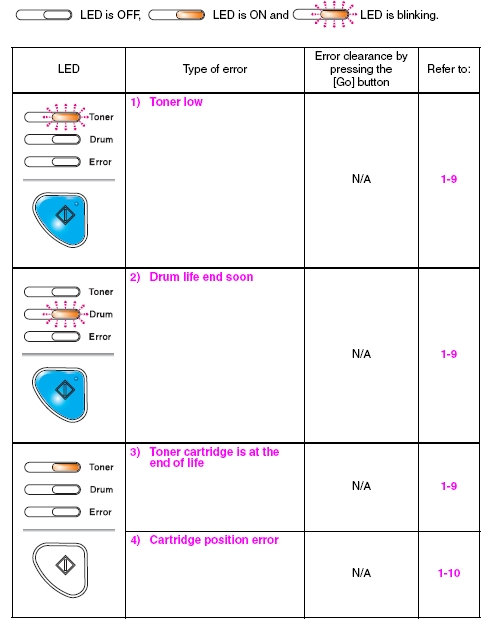 LED is OFF, LED is ON and LED is blinking.
LED Type of error Error clearance by pressing the [Go] button Refer to:
Toner
Drum
Error
1) Toner low
N/A
1-9
Toner
Drum
Error
2) Drum life end soon
N/A
1-9
Toner
Drum
Error
3) Toner cartridge is at the
end of life
N/A
1-9
4) Cartridge position error
N/A
1-10